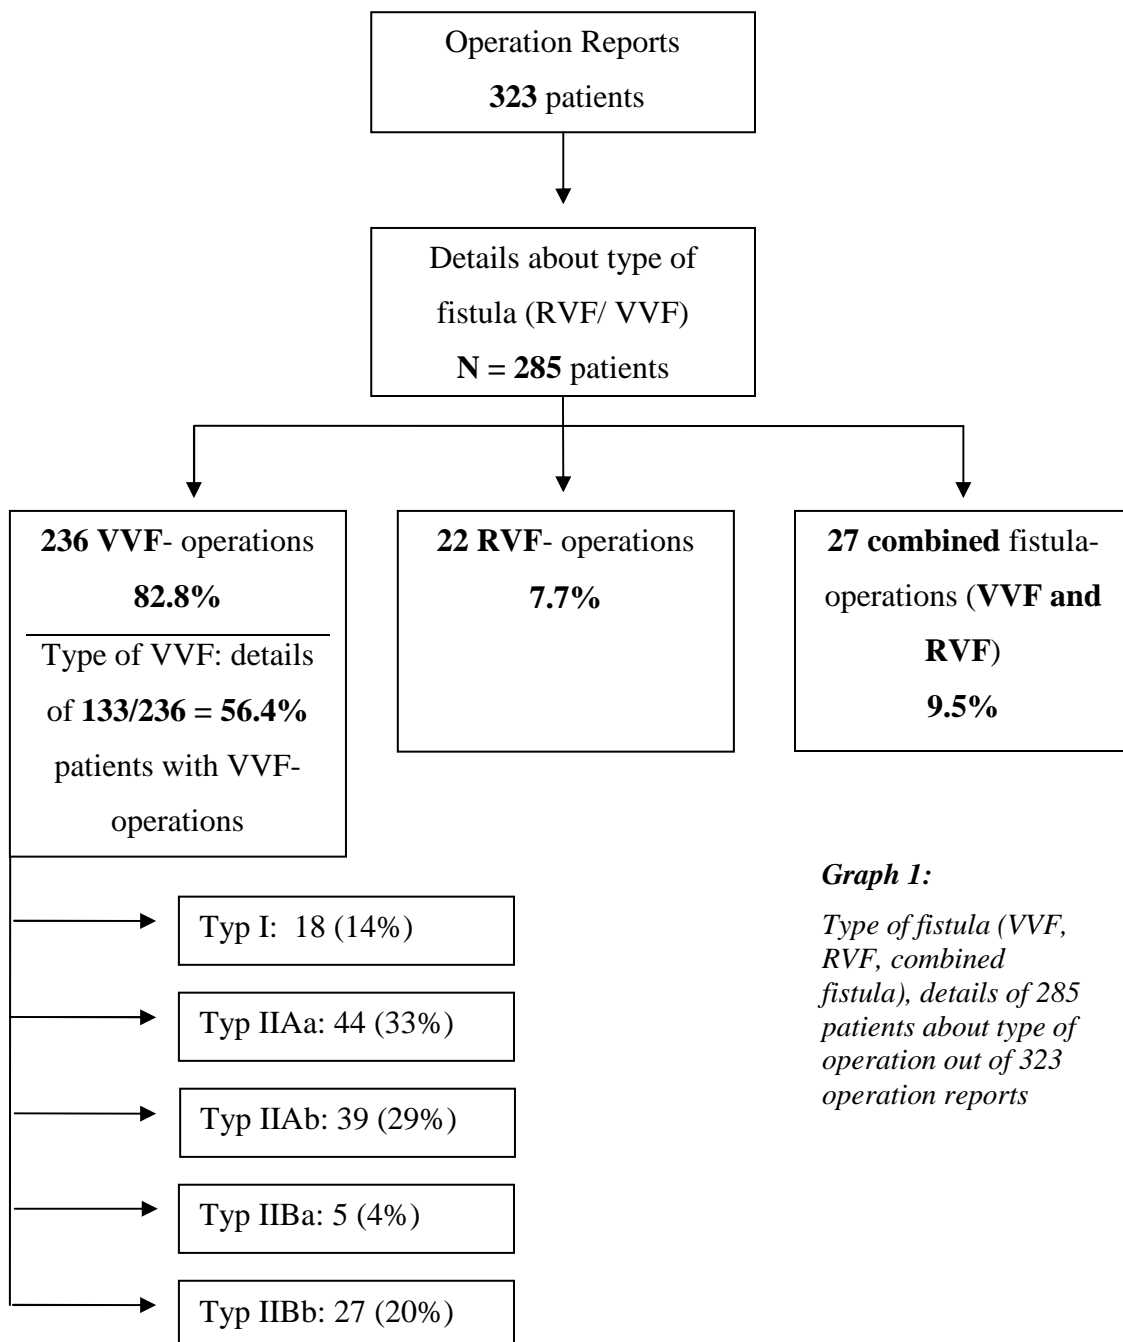 Operation Reports
323 patients
Details about type of
fistula (RVF/ VVF)
N = 285 patients
236 VVF- operations
82.8%
Type of VVF: details
of 133/236 = 56.4%
patients with VVF-
operations
22 RVF- operations
7.7%
27 combined fistula-
operations (VVF and
RVF)
9.5%
Typ I:  18 (14%)
Typ IIAa: 44 (33%)
Typ IIAb: 39 (29%)
Typ IIBa: 5 (4%)
Typ IIBb: 27 (20%)
Graph 1:
Type of fistula (VVF,
RVF, combined
fistula), details of 285
patients about type of
operation out of 323
operation reports